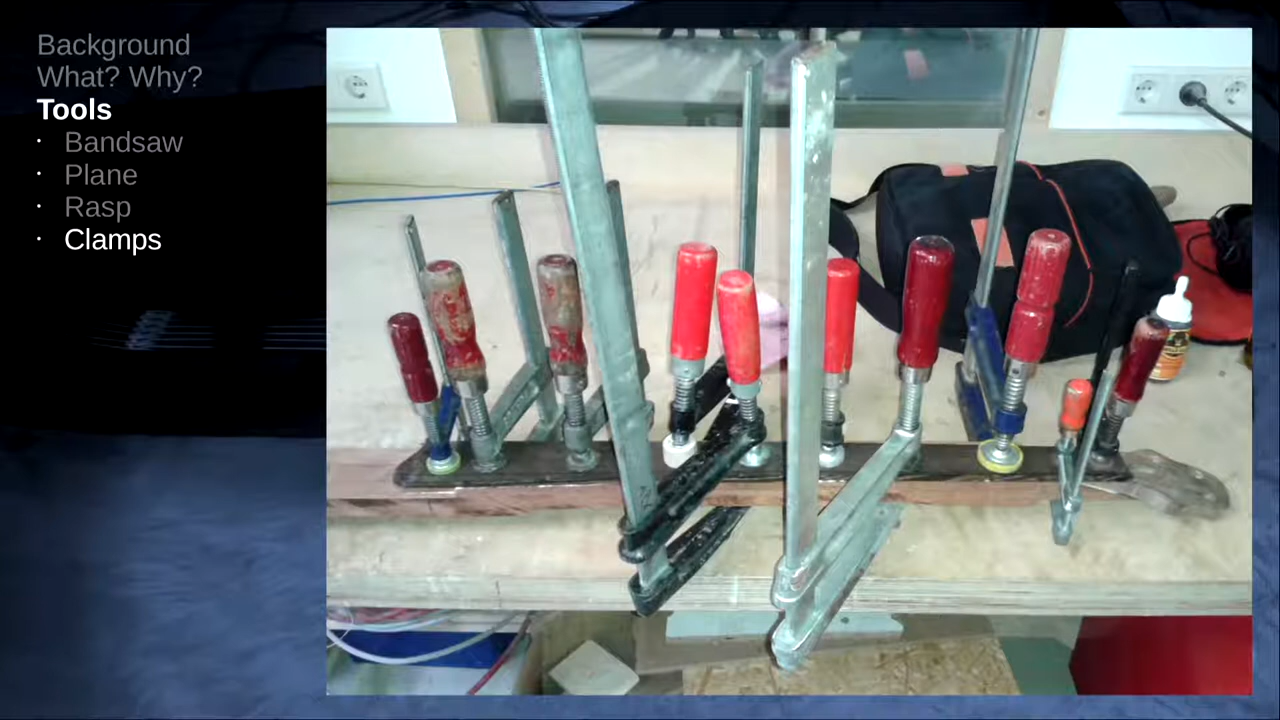 Background
What? Why?
Tools
· Bandsaw
· Plane
· Rasp
· Clamps